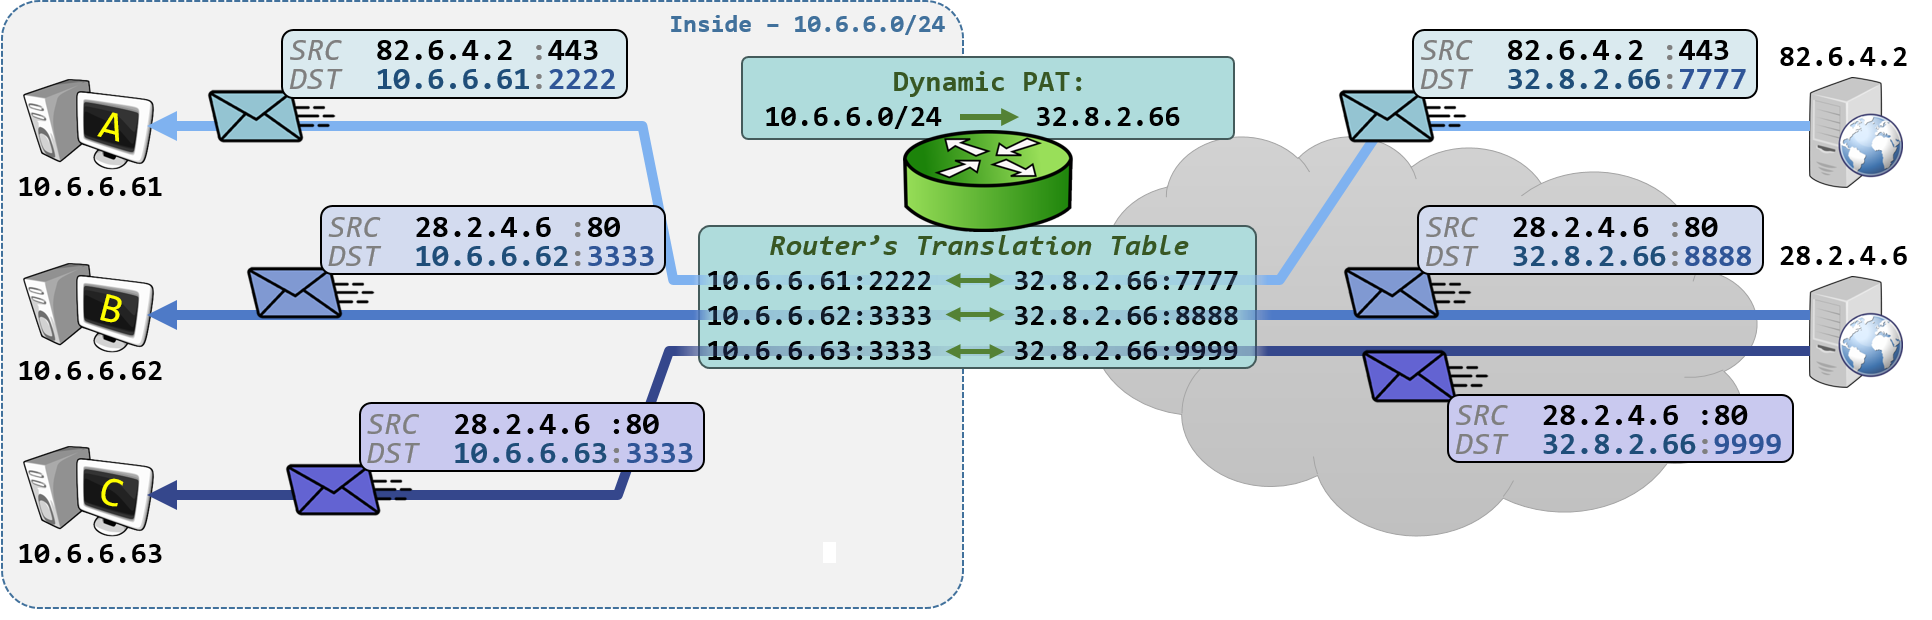 Inside – 10.6.6.0/24
SRC 82.6.4.2 :443
DST 10.6.6.61:2222
A
10.6.6.61
Dynamic PAT:
10.6.6.0/24 32.8.2.66
SRC 82.6.4.2 :443
DST 32.8.2.66:7777
82.6.4.2
SRC 28.2.4.6 :80
DST 10.6.6.62:3333
B
10.6.6.62
Router’s Translation Table
10.6.6.61:2222 32.8.2.66:7777
10.6.6.62:3333 32.8.2.66:8888
10.6.6.63:3333 32.8.2.66:9999
SRC 28.2.4.6 :80
DST 32.8.2.66:8888
28.2.4.6
SRC 28.2.4.6 :80
DST 10.6.6.63:3333
C
10.6.6.63
SRC 28.2.4.6 :80
DST 32.8.2.66:9999